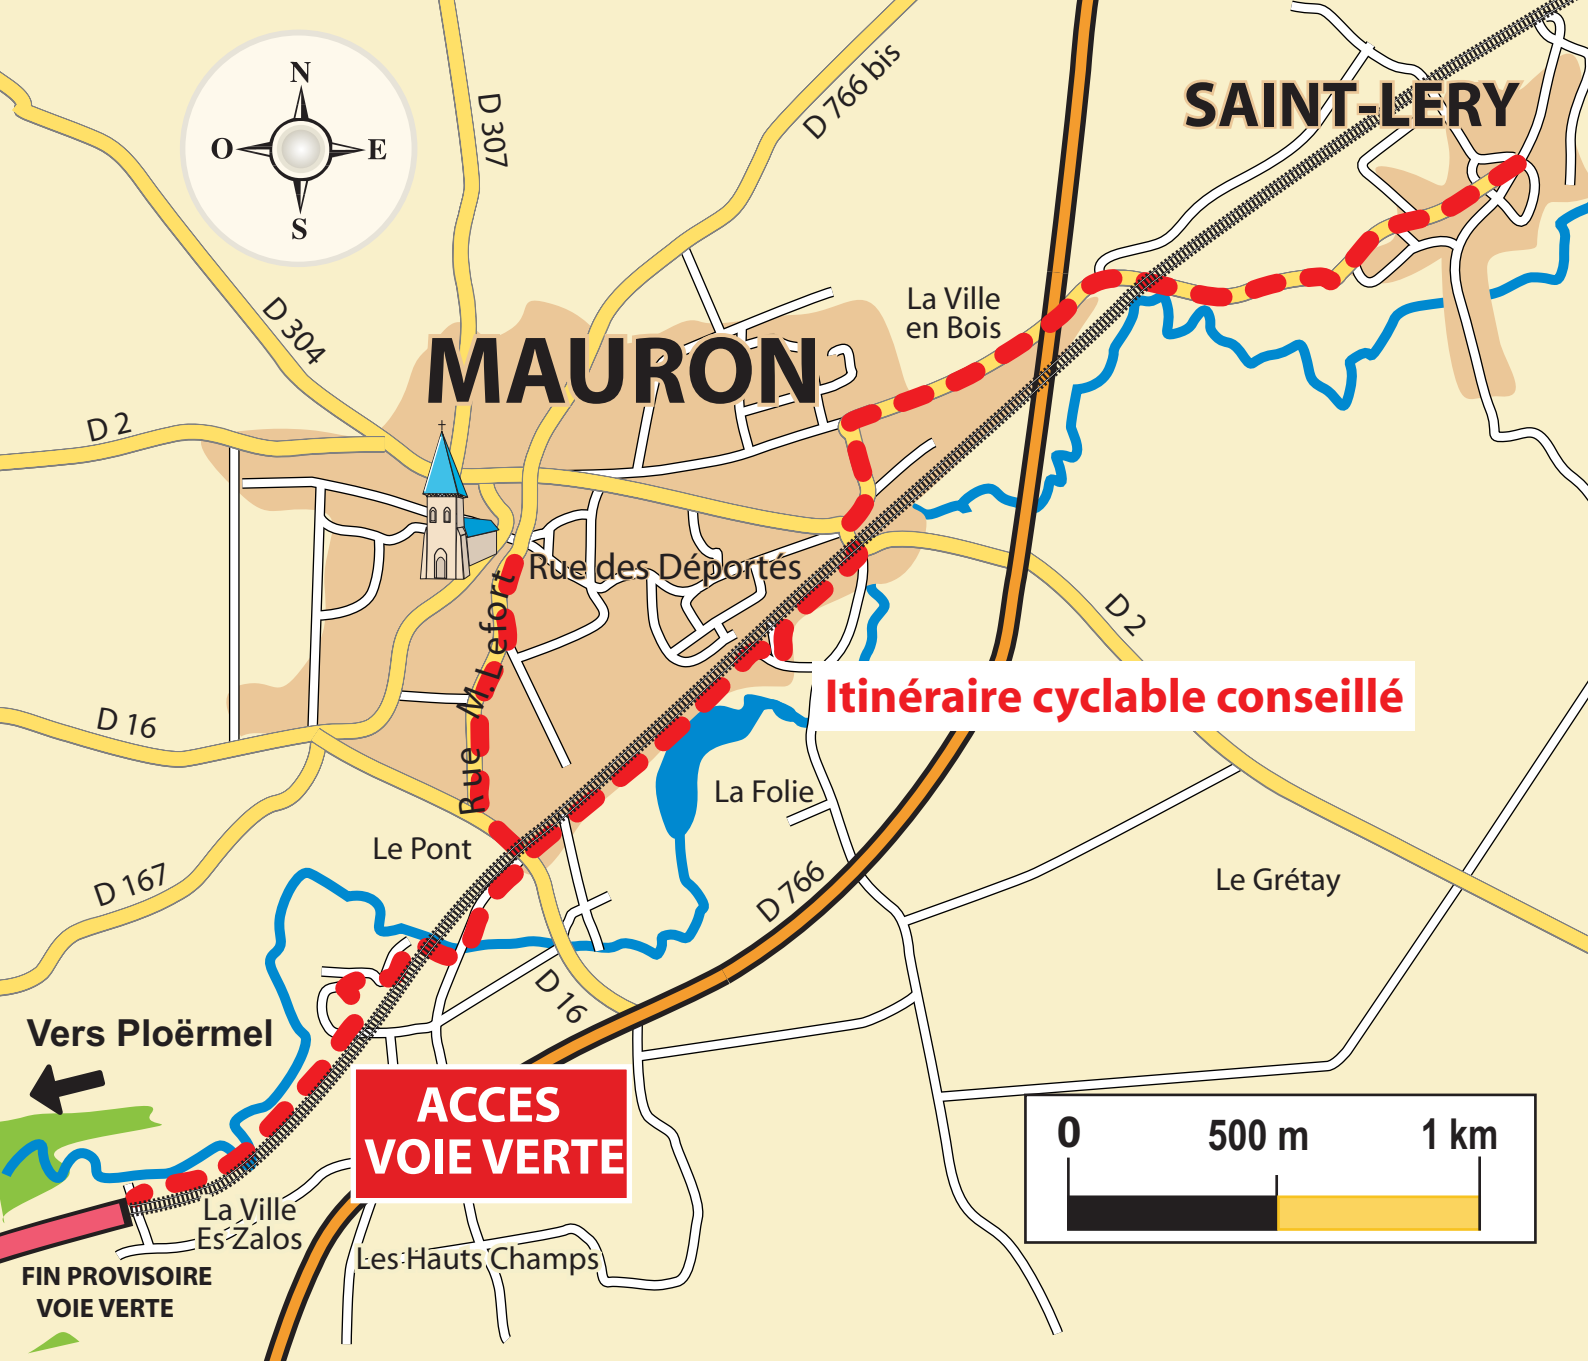 N
O
E
S
D 307
D 766 bis
SAINT-LERY
D 304
La Ville
en Bois
MAURON
D 2
Rue des Déportés
Rue M.Lefort
D 2
Itinéraire cyclable conseillé
D 16
La Folie
Le Pont
D 167
D 766
Le Grétay
D 16
Vers Ploërmel
ACCES
VOIE VERTE
0
500 m
1 km
La Ville
Es Zalos
Les Hauts Champs
FIN PROVISOIRE
VOIE VERTE